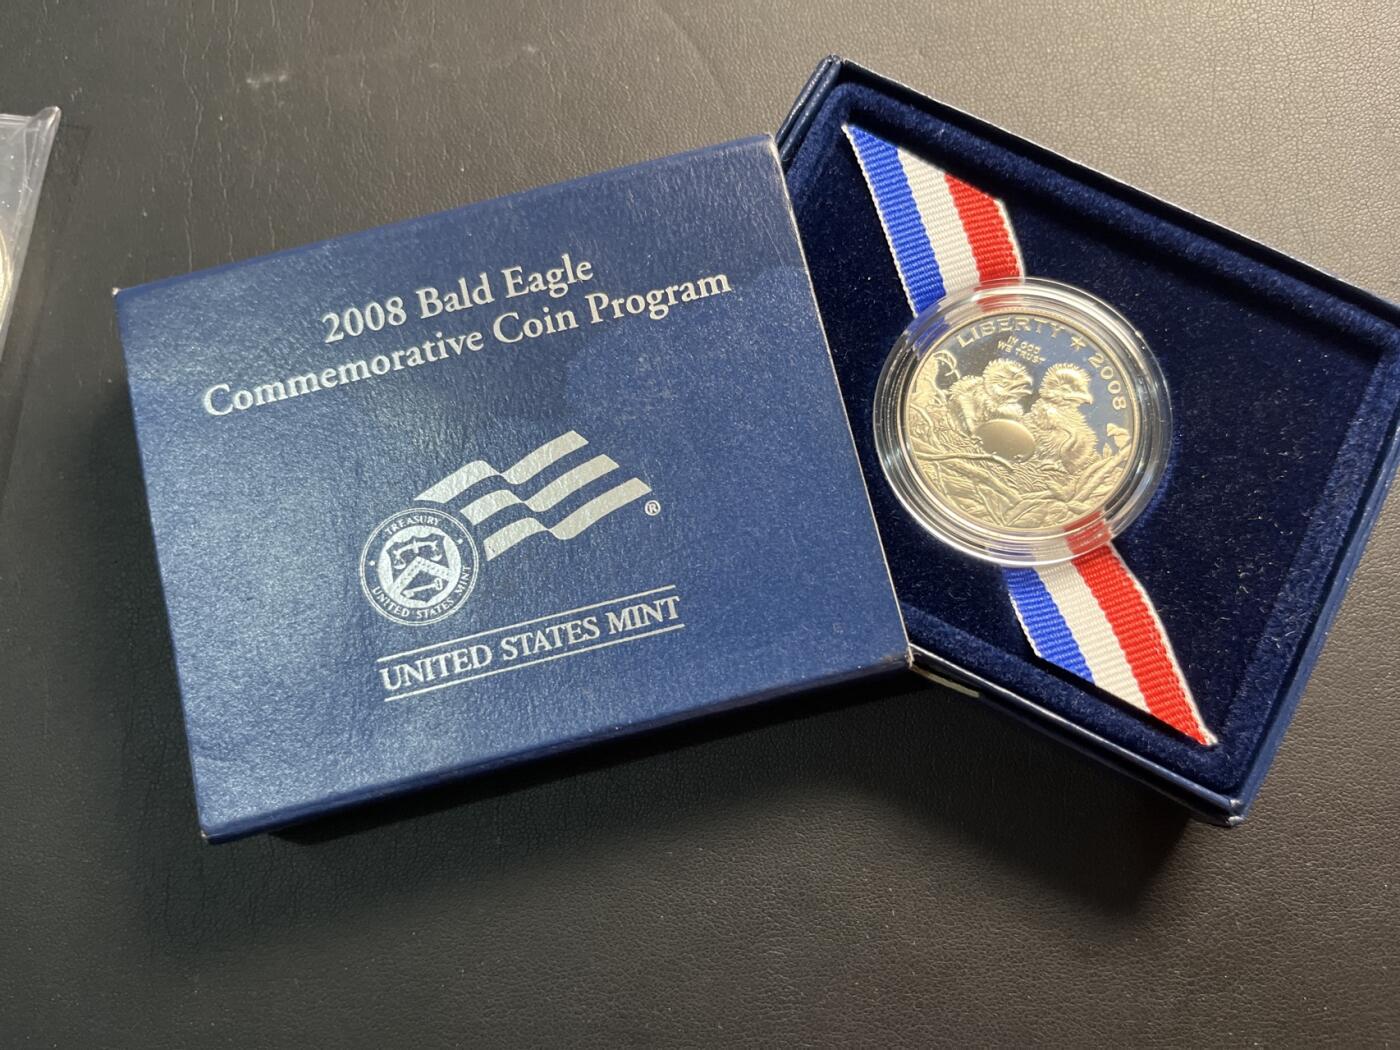 2008 Bald Eagle
Commemorative Coin Program
®
TREASURY
UNITED STATES MINT
UNITED STATES MINT
LIBERTY ★ 2008
IN GOD
WE TRUST